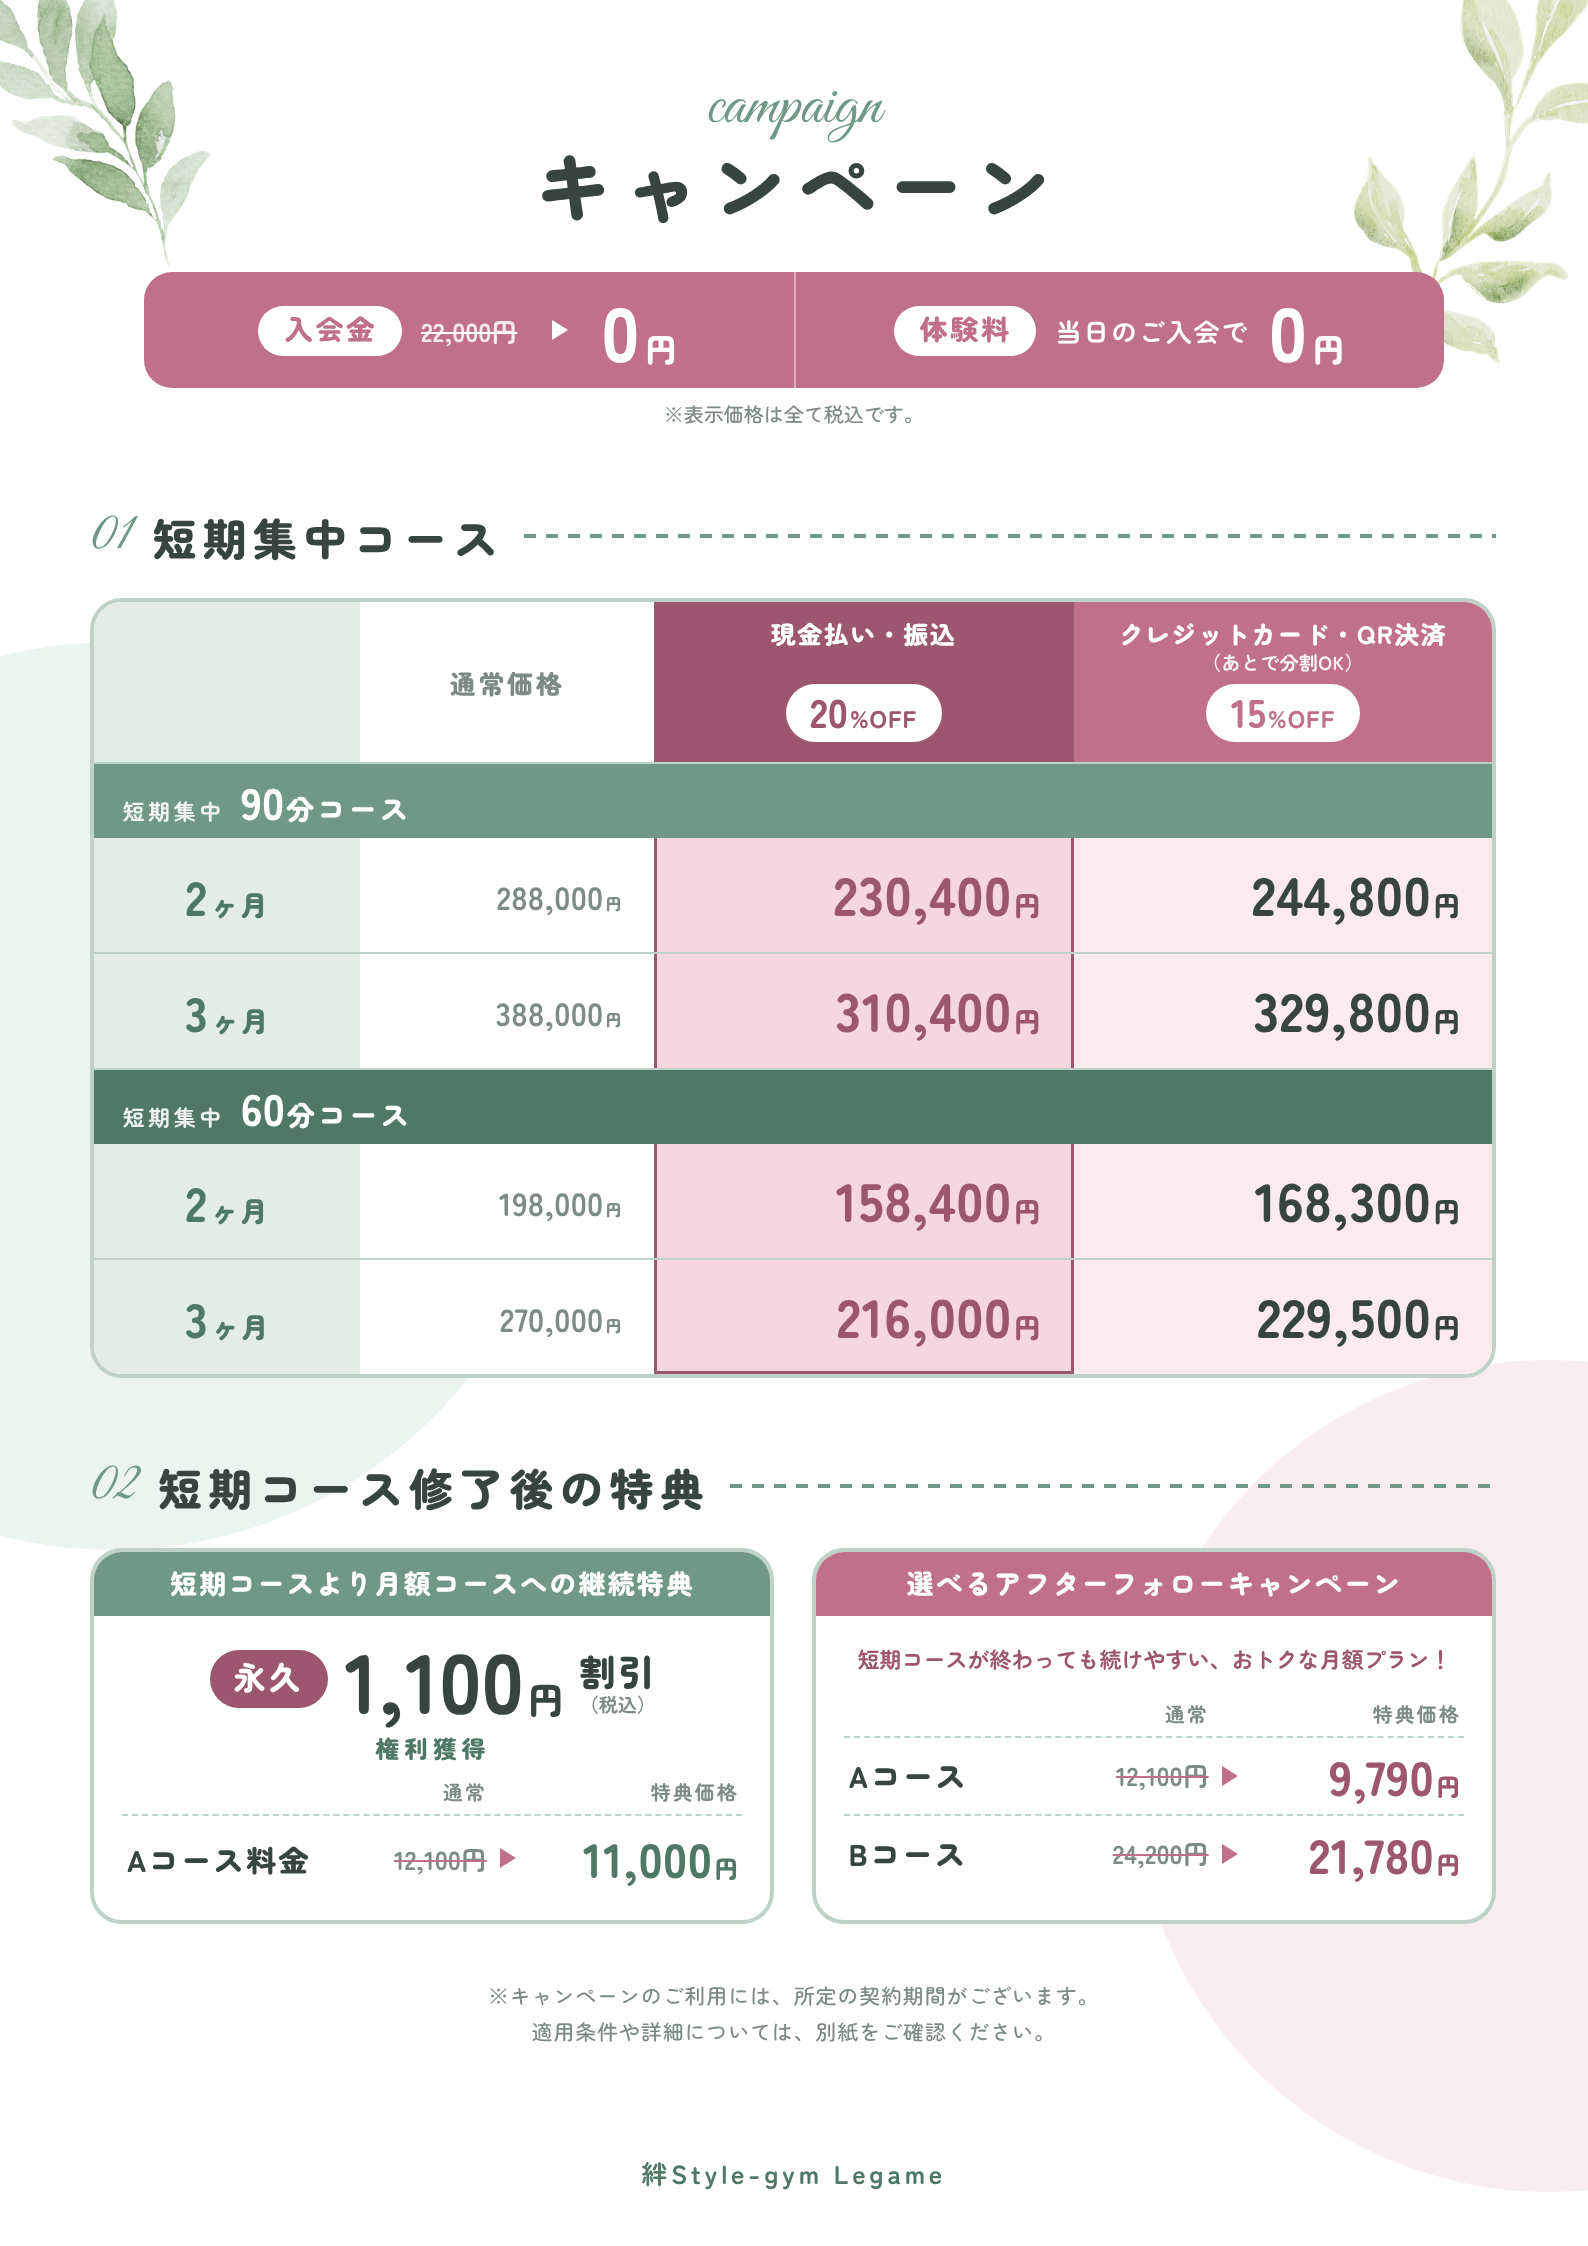 campaign
キャンペーン
入会金 22,000円 ▶ 0円
体験料 当日のご入会で 0円
※表示価格は全て税込です。
01 短期集中コース
通常価格
現金払い・振込
20%OFF
クレジットカード・QR決済
（あとで分割OK）
15%OFF
短期集中 90分コース
2ヶ月 288,000円 230,400円 244,800円
3ヶ月 388,000円 310,400円 329,800円
短期集中 60分コース
2ヶ月 198,000円 158,400円 168,300円
3ヶ月 270,000円 216,000円 229,500円
02 短期コース修了後の特典
短期コースより月額コースへの継続特典
永久 1,100円 割引
（税込）
権利獲得
通常 特典価格
Aコース料金 12,100円 ▶ 11,000円
選べるアフターフォローキャンペーン
短期コースが終わっても続けやすい、おトクな月額プラン！
通常 特典価格
Aコース 12,100円 ▶ 9,790円
Bコース 24,200円 ▶ 21,780円
※キャンペーンのご利用には、所定の契約期間がございます。
適用条件や詳細については、別紙をご確認ください。
絆Style-gym Legame